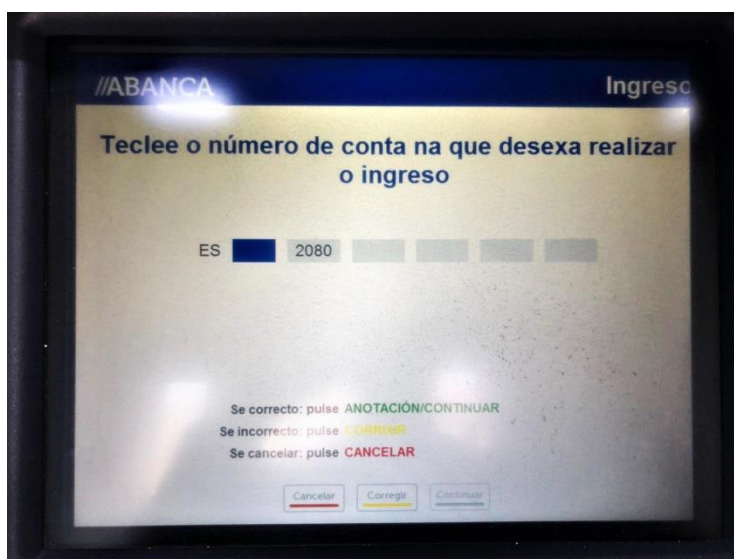 //ABANCA
Ingreso
Teclee o número de conta na que desexa realizar
o ingreso
ES 2080
Se correcto: pulse ANOTACIÓN/CONTINUAR
Se incorrecto: pulse CORRIXIR
Se cancelar: pulse CANCELAR
Cancelar Corregir Continuar